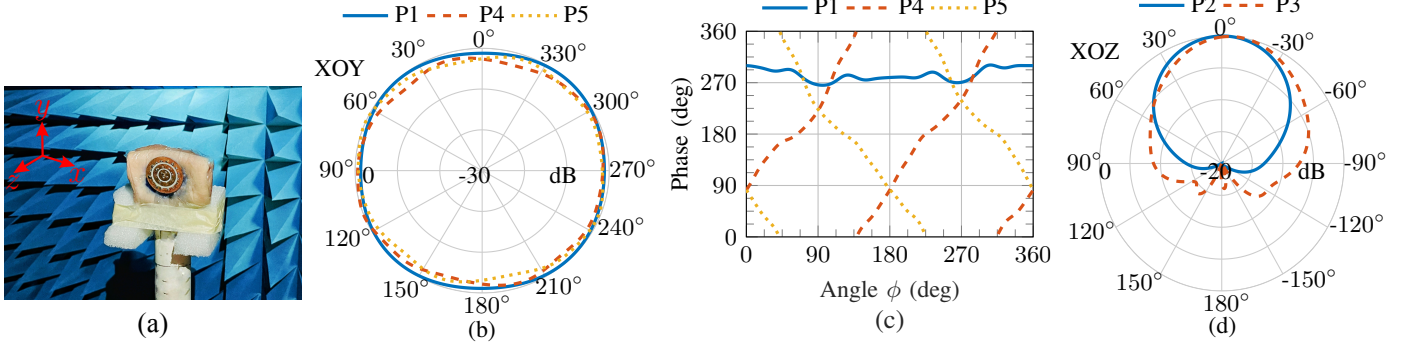 y
z
x
(a)
P1 P4 P5
XOY
0°
30°
330°
60°
300°
90°
0
-30
dB
270°
120°
240°
150°
210°
180°
(b)
P1 P4 P5
360
270
180
90
0
Phase (deg)
0 90 180 270 360
Angle ϕ (deg)
(c)
P2 P3
XOZ
0°
30°
-30°
60°
-60°
90°
0
-20
dB
-90°
120°
-120°
150°
-150°
180°
(d)